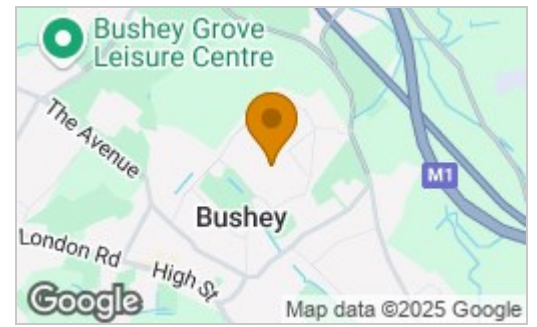 Bushey Grove
Leisure Centre
The Avenue
M1
Bushey
London Rd
High St
Google
Map data ©2025 Google